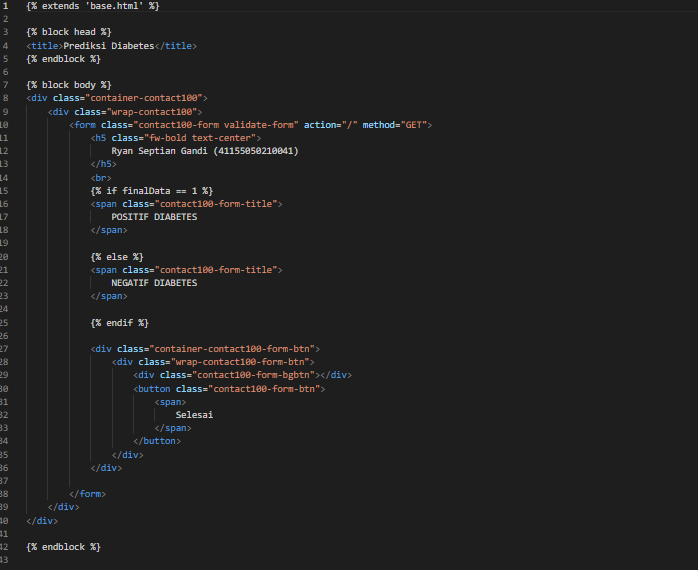 1 {% extends 'base.html' %}
2
3 {% block head %}
4 <title>Prediksi Diabetes</title>
5 {% endblock %}
6
7 {% block body %}
8 <div class="container-contact100">
9 <div class="wrap-contact100">
10 <form class="contact100-form validate-form" action="/" method="GET">
11 <h5 class="fw-bold text-center">
12 Ryan Septian Gandi (41155050210041)
13 </h5>
14 <br>
15 {% if finalData == 1 %}
16 <span class="contact100-form-title">
17 POSITIF DIABETES
18 </span>
19
20 {% else %}
21 <span class="contact100-form-title">
22 NEGATIF DIABETES
23 </span>
24
25 {% endif %}
26
27 <div class="container-contact100-form-btn">
28 <div class="wrap-contact100-form-btn">
29 <div class="contact100-form-bgbtn"></div>
30 <button class="contact100-form-btn">
31 <span>
32 Selesai
33 </span>
34 </button>
35 </div>
36 </div>
37
38 </form>
39 </div>
40 </div>
41
42 {% endblock %}
43